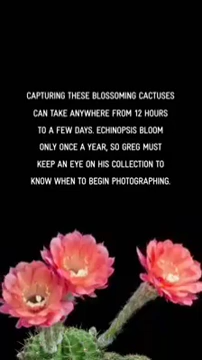 CAPTURING THESE BLOSSOMING CACTUSES
CAN TAKE ANYWHERE FROM 12 HOURS
TO A FEW DAYS. ECHINOPSIS BLOOM
ONLY ONCE A YEAR, SO GREG MUST
KEEP AN EYE ON HIS COLLECTION TO
KNOW WHEN TO BEGIN PHOTOGRAPHING.